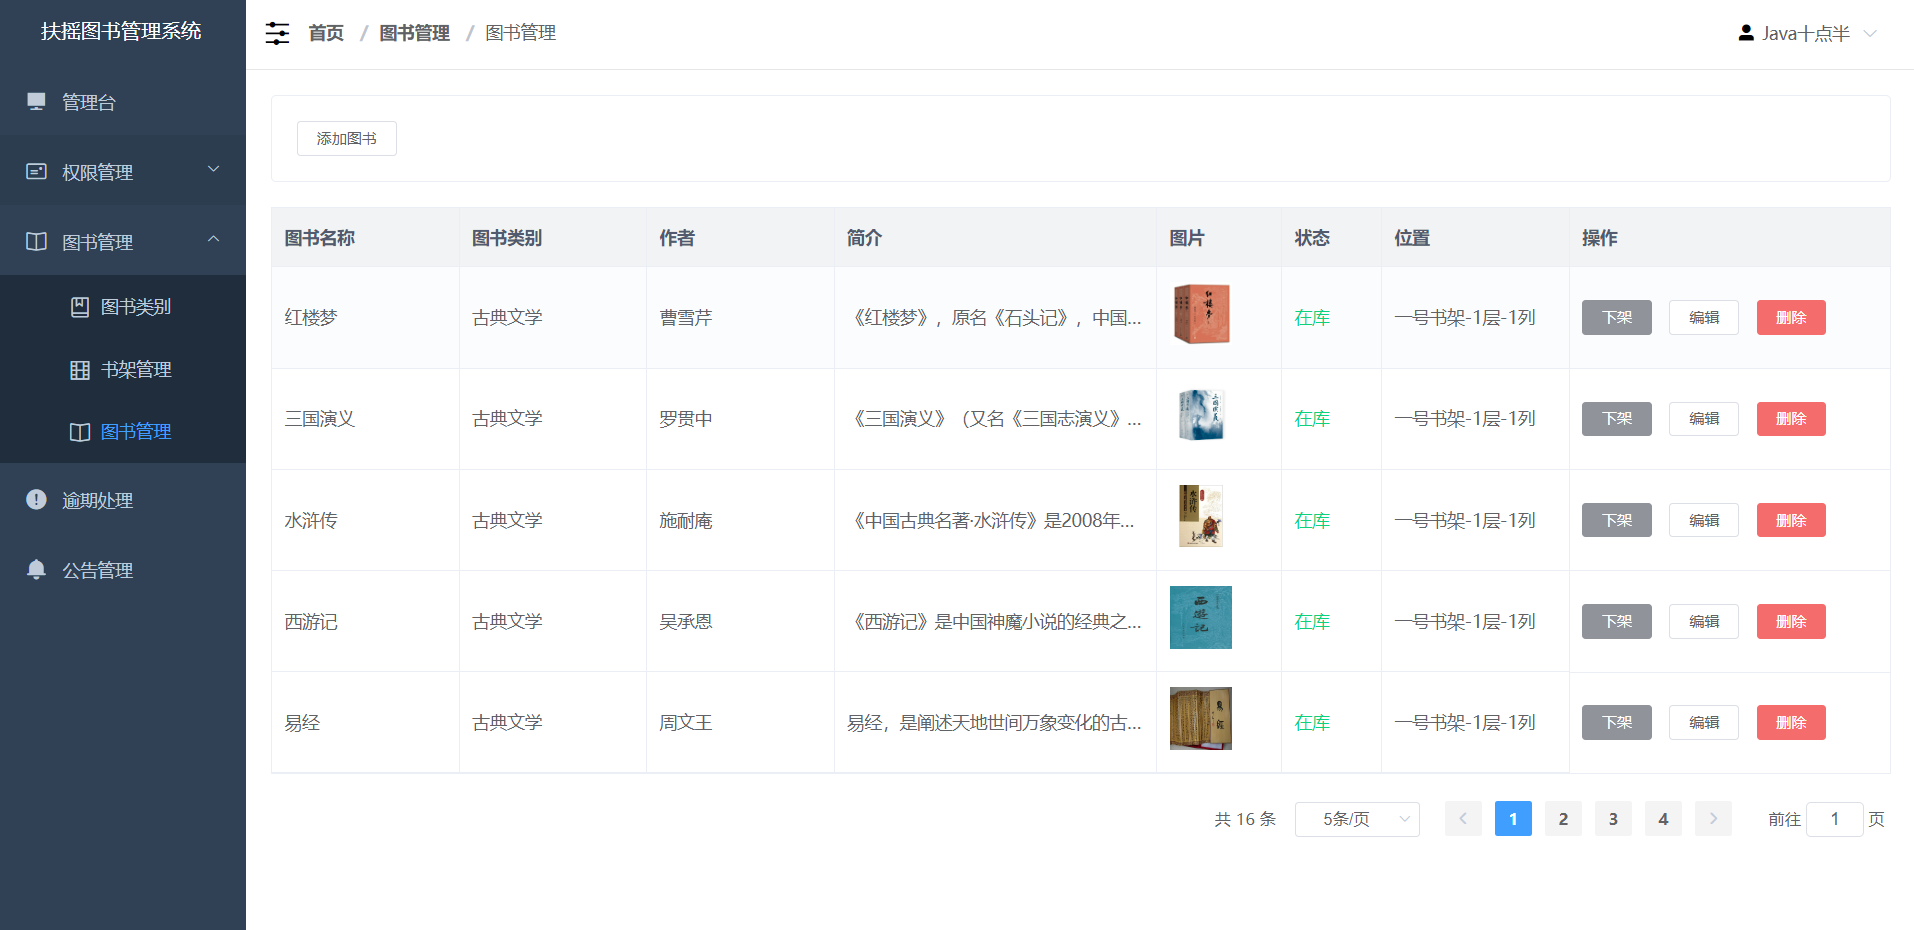 扶摇图书管理系统
首页 / 图书管理 / 图书管理
Java十点半
管理台
权限管理
图书管理
图书类别
书架管理
图书管理
逾期处理
公告管理
添加图书
图书名称 图书类别 作者 简介 图片 状态 位置 操作
红楼梦 古典文学 曹雪芹 《红楼梦》，原名《石头记》，中国... 红楼梦 在库 一号书架-1层-1列 下架 编辑 删除
三国演义 古典文学 罗贯中 《三国演义》（又名《三国志演义》... 在库 一号书架-1层-1列 下架 编辑 删除
水浒传 古典文学 施耐庵 《中国古典名著·水浒传》是2008年... 水浒传 在库 一号书架-1层-1列 下架 编辑 删除
西游记 古典文学 吴承恩 《西游记》是中国神魔小说的经典之... 西遊記 在库 一号书架-1层-1列 下架 编辑 删除
易经 古典文学 周文王 易经，是阐述天地世间万象变化的古... 在库 一号书架-1层-1列 下架 编辑 删除
共 16 条 5条/页 1 2 3 4 前往 1 页